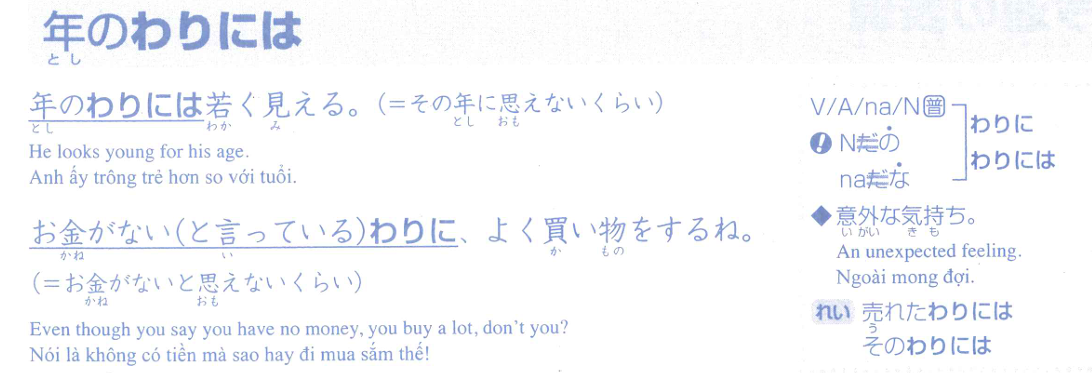 年のわりには
とし
年のわりには若く見える。(=その年に思えないくらい)
とし わか み とし おも
He looks young for his age.
Anh ấy trông trẻ hơn so với tuổi.
お金がない(と言っている)わりに、よく買い物をするね。
かね い か もの
(=お金がないと思えないくらい)
かね おも
Even though you say you have no money, you buy a lot, don't you?
Nói là không có tiền mà sao hay đi mua sắm thế!
V/A/na/N普
わりに
! Nだの
わりには
naだな
◆意外な気持ち。
いがい きも
An unexpected feeling.
Ngoài mong đợi.
れい 売れたわりには
う
そのわりには